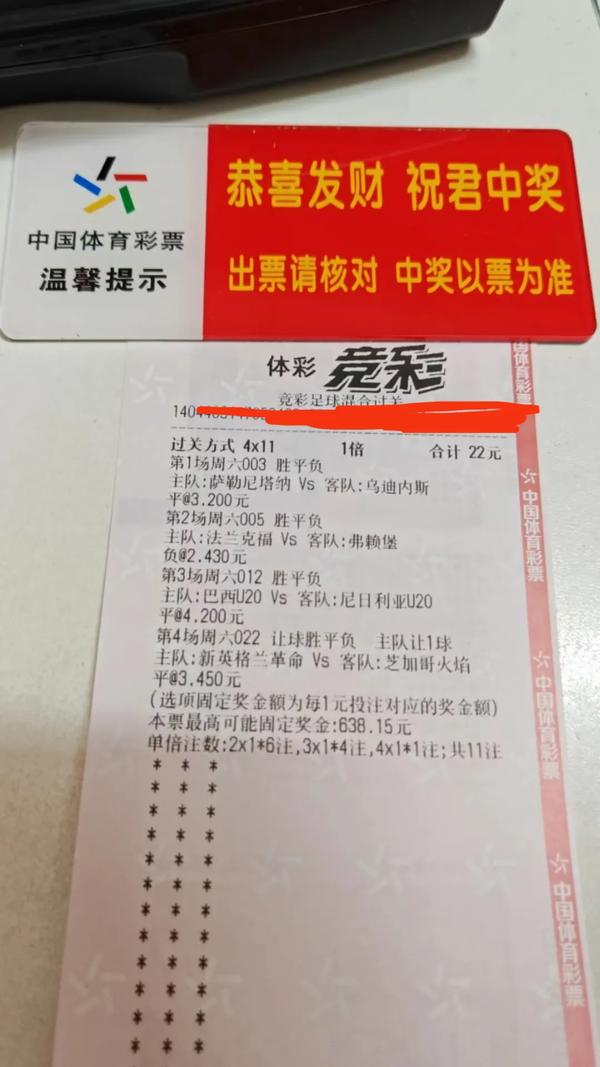 恭喜发财 祝君中奖
中国体育彩票
温馨提示
出票请核对 中奖以票为准
体彩 竞彩
竞彩足球混合过关
过关方式 4x11 1倍 合计 22元
第1场周六003 胜平负
主队:萨勒尼塔纳 Vs 客队:乌迪内斯
平@3.200元
第2场周六005 胜平负
主队:法兰克福 Vs 客队:弗赖堡
负@2.430元
第3场周六012 胜平负
主队:巴西U20 Vs 客队:尼日利亚U20
平@4.200元
第4场周六022 让球胜平负 主队让1球
主队:新英格兰革命 Vs 客队:芝加哥火焰
平@3.450元
(选项固定奖金额为每1元投注对应的奖金额)
本票最高可能固定奖金:638.15元
单倍注数:2x1*6注,3x1*4注,4x1*1注;共11注
* * *
* * *
* * *
* * *
* * *
* * *
* * *
* * *
* * *
* * *
* * *
* * *
* * *
国体育彩票
中国体育彩票
中国体育彩票
中国体育彩票